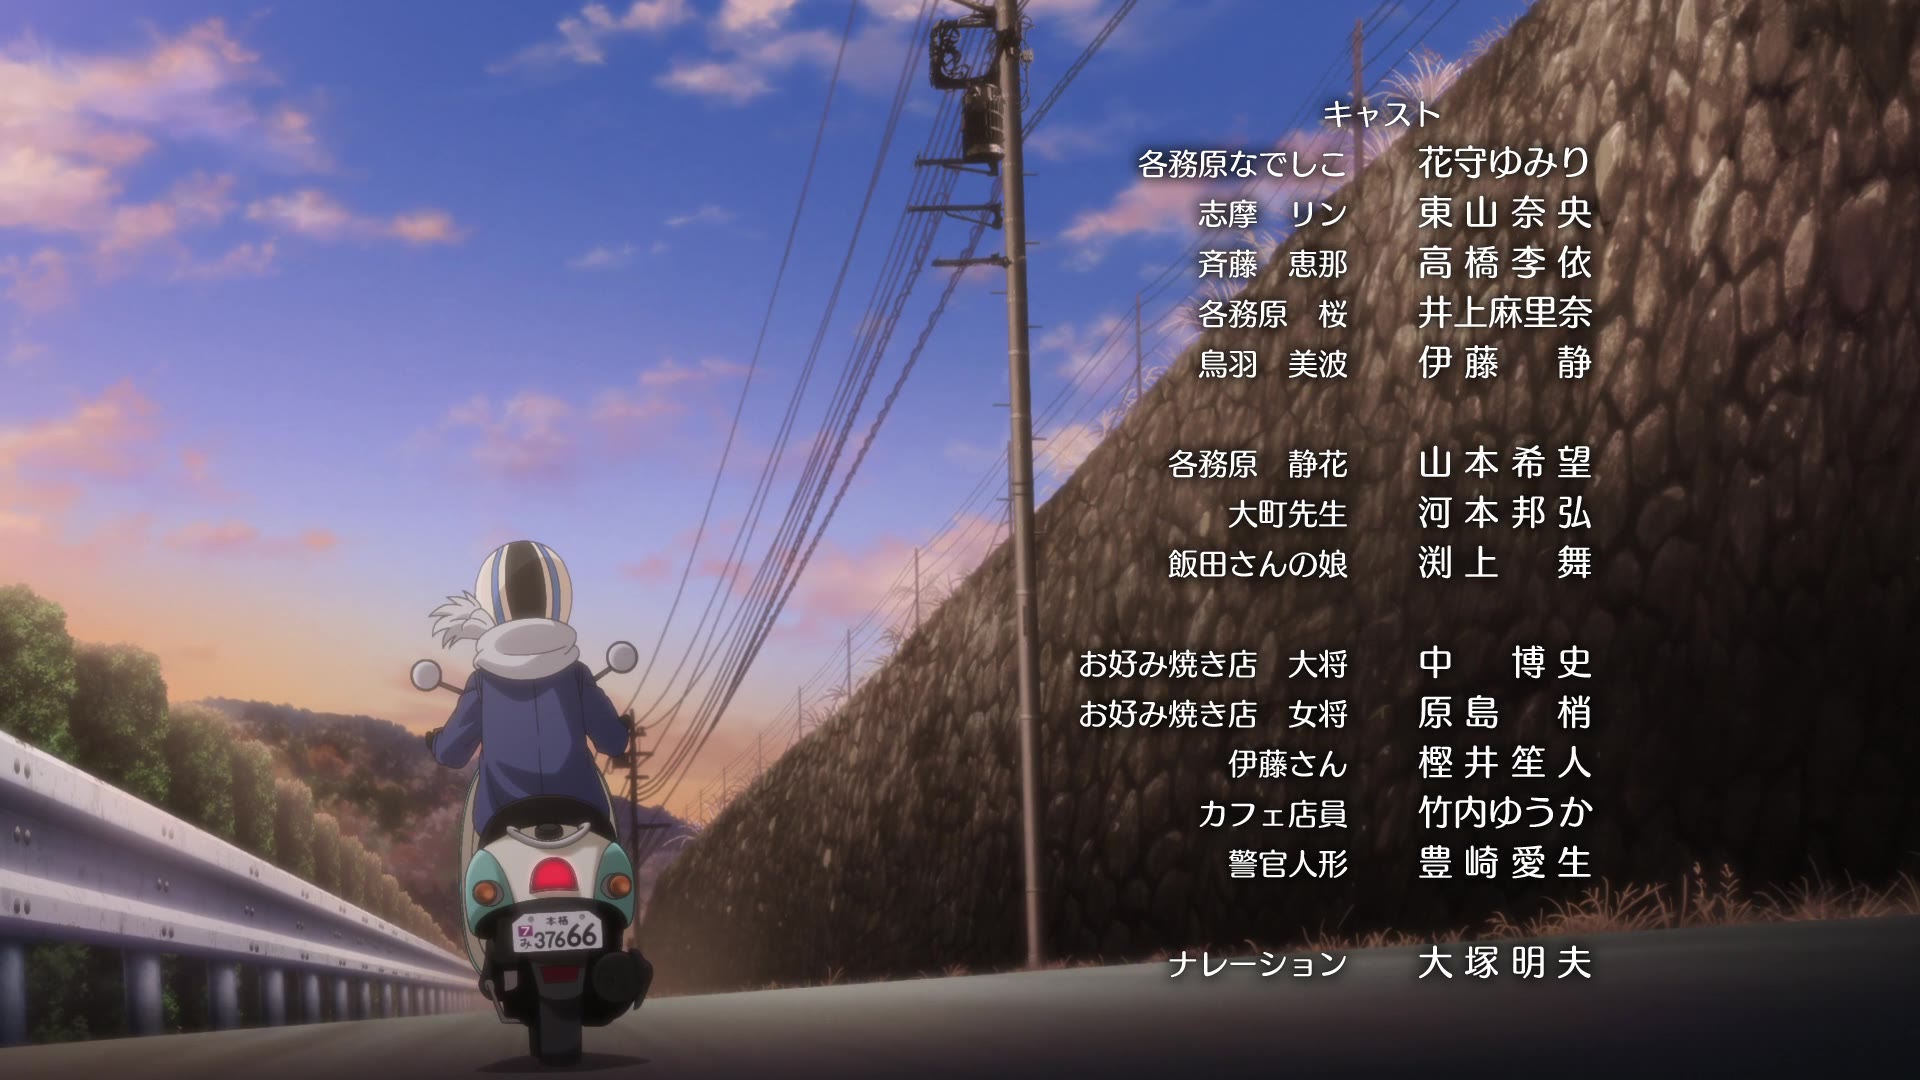 キャスト
各務原なでしこ　花守ゆみり
志摩　リン　東山奈央
斉藤　恵那　高橋李依
各務原　桜　井上麻里奈
鳥羽　美波　伊藤　静
各務原　静花　山本希望
大町先生　河本邦弘
飯田さんの娘　渕上　舞
お好み焼き店　大将　中　博史
お好み焼き店　女将　原島　梢
伊藤さん　樫井笙人
カフェ店員　竹内ゆうか
警官人形　豊崎愛生
ナレーション　大塚明夫
本栖
7
み 37666